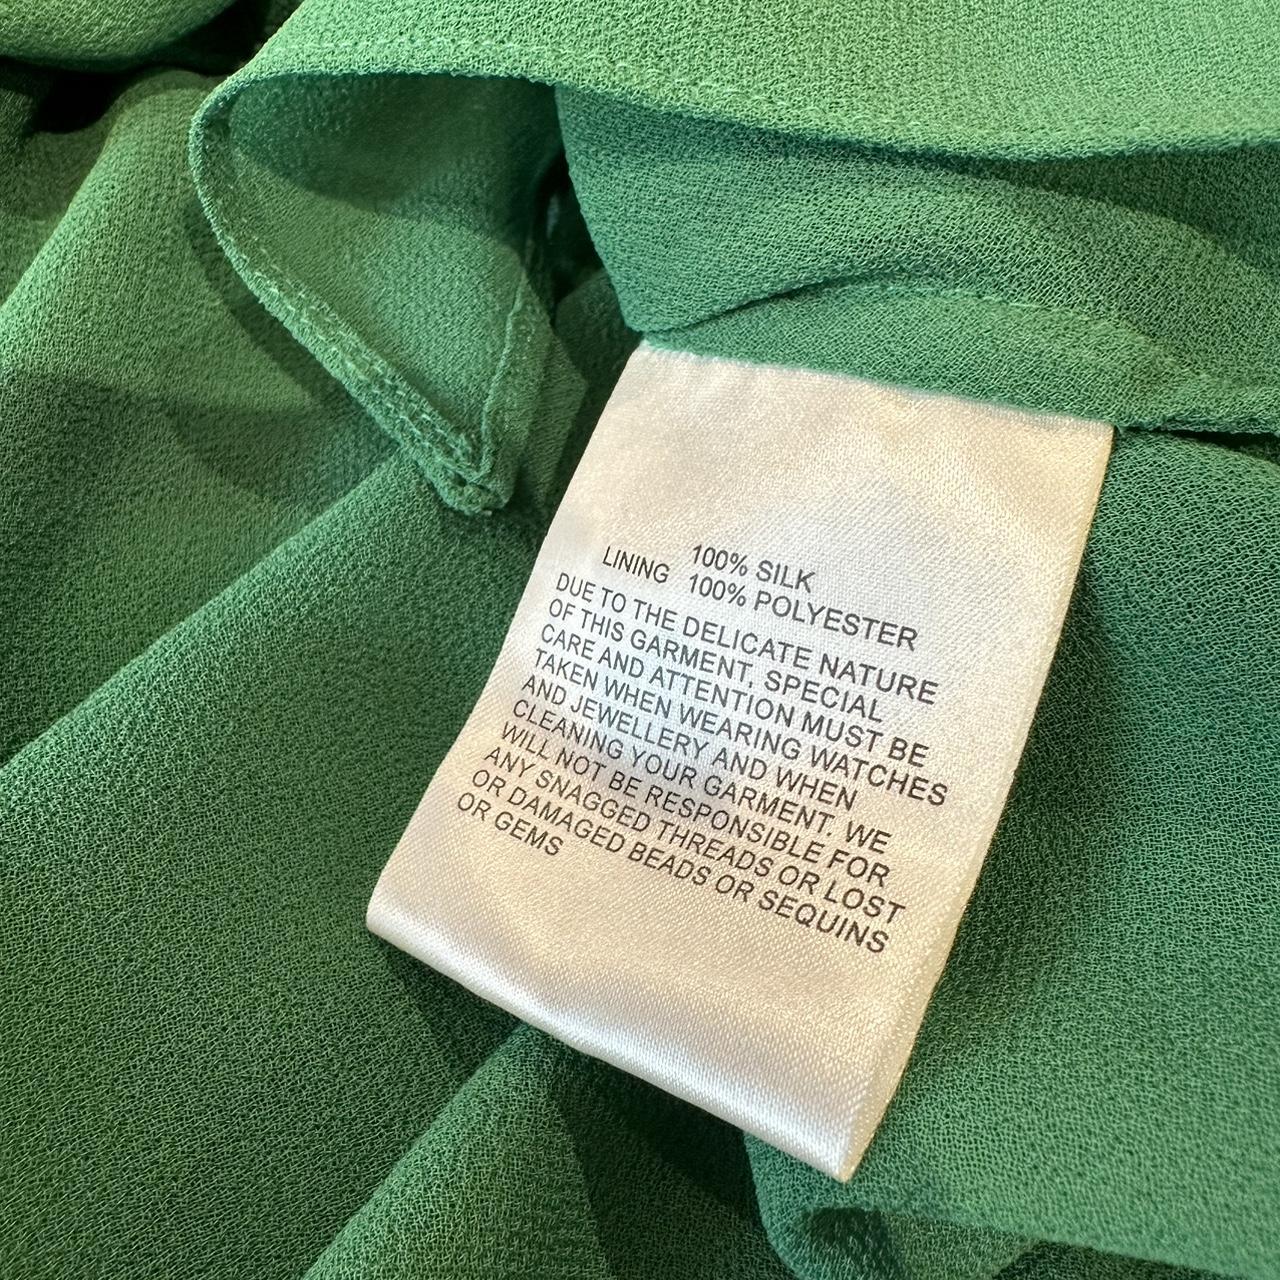 100% SILK
LINING 100% POLYESTER
DUE TO THE DELICATE NATURE
OF THIS GARMENT, SPECIAL
CARE AND ATTENTION MUST BE
TAKEN WHEN WEARING WATCHES
AND JEWELLERY AND WHEN
CLEANING YOUR GARMENT. WE
WILL NOT BE RESPONSIBLE FOR
ANY SNAGGED THREADS OR LOST
OR DAMAGED BEADS OR SEQUINS
OR GEMS